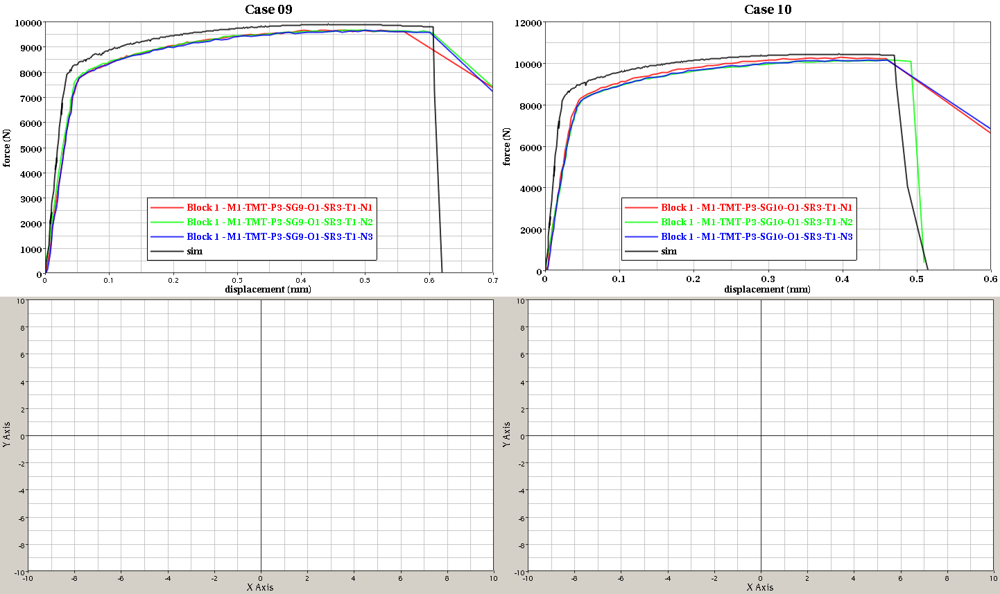 Case 09
10000
9000
8000
7000
6000
5000
4000
3000
2000
1000
0
force (N)
0 0.1 0.2 0.3 0.4 0.5 0.6 0.7
displacement (mm)
Block 1 - M1-TMT-P3-SG9-O1-SR3-T1-N1
Block 1 - M1-TMT-P3-SG9-O1-SR3-T1-N2
Block 1 - M1-TMT-P3-SG9-O1-SR3-T1-N3
sim
Case 10
12000
10000
8000
6000
4000
2000
0
force (N)
0 0.1 0.2 0.3 0.4 0.5 0.6
displacement (mm)
Block 1 - M1-TMT-P3-SG10-O1-SR3-T1-N1
Block 1 - M1-TMT-P3-SG10-O1-SR3-T1-N2
Block 1 - M1-TMT-P3-SG10-O1-SR3-T1-N3
sim
10
8
6
4
2
0
-2
-4
-6
-8
-10
Y Axis
-10 -8 -6 -4 -2 0 2 4 6 8 10
X Axis
10
8
6
4
2
0
-2
-4
-6
-8
-10
Y Axis
-10 -8 -6 -4 -2 0 2 4 6 8 10
X Axis